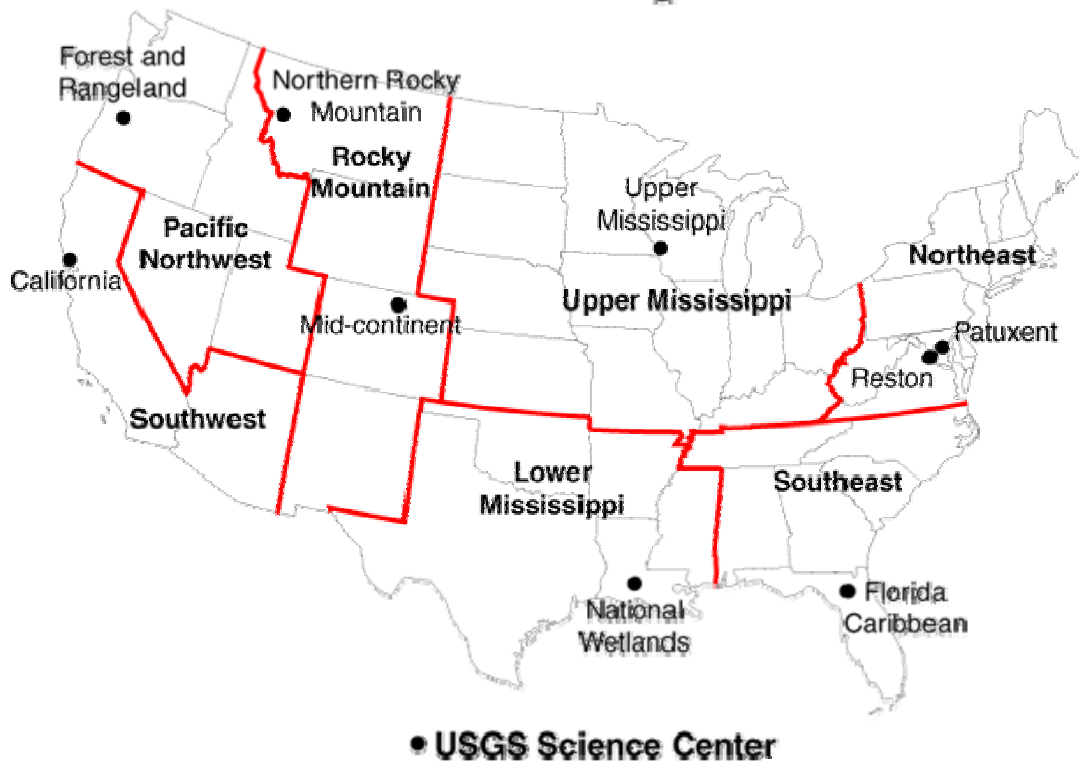 Forest and
Rangeland
Northern Rocky
Mountain
Rocky
Mountain
Upper
Mississippi
Pacific
Northwest
Northeast
California
Upper Mississippi
Mid-continent
Patuxent
Reston
Southwest
Lower
Mississippi
Southeast
National
Wetlands
Florida
Caribbean
USGS Science Center